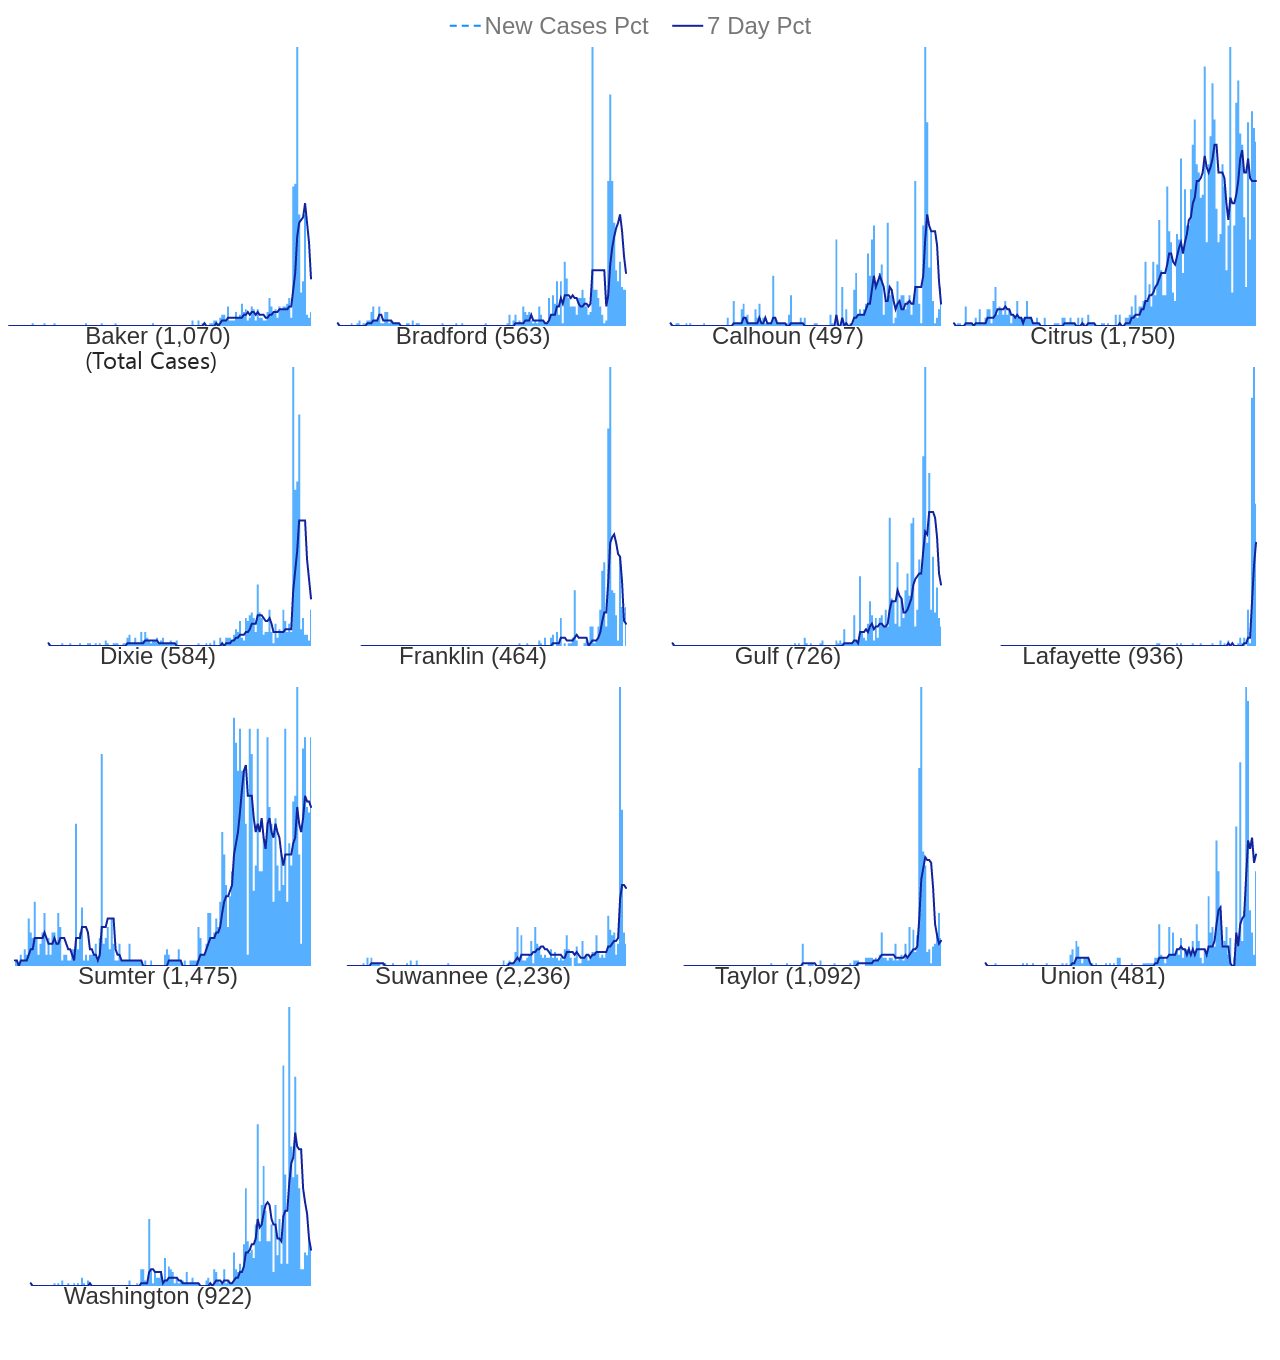 New Cases Pct 7 Day Pct
Baker (1,070) Bradford (563) Calhoun (497) Citrus (1,750)
(Total Cases)
Dixie (584) Franklin (464) Gulf (726) Lafayette (936)
Sumter (1,475) Suwannee (2,236) Taylor (1,092) Union (481)
Washington (922)